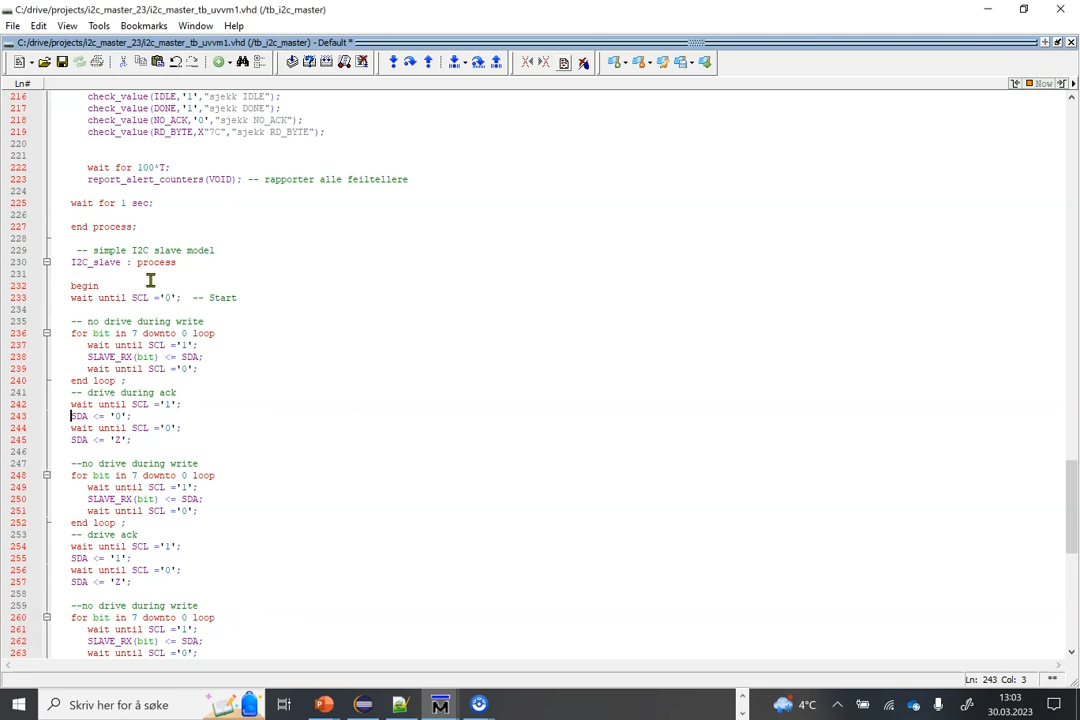 C:/drive/projects/i2c_master_23/i2c_master_tb_uvvm1.vhd (/tb_i2c_master)
File Edit View Tools Bookmarks Window Help
C:/drive/projects/i2c_master_23/i2c_master_tb_uvvm1.vhd (/tb_i2c_master) - Default *
Ln#
Now
216 check_value(IDLE,'1',"sjekk IDLE");
217 check_value(DONE,'1',"sjekk DONE");
218 check_value(NO_ACK,'0',"sjekk NO_ACK");
219 check_value(RD_BYTE,X"7C","sjekk RD_BYTE");
220
221
222 wait for 100*T;
223 report_alert_counters(VOID); -- rapporter alle feiltellere
224
225 wait for 1 sec;
226
227 end process;
228
229 -- simple I2C slave model
230 I2C_slave : process
231
232 begin
233 wait until SCL ='0'; -- Start
234
235 -- no drive during write
236 for bit in 7 downto 0 loop
237 wait until SCL ='1';
238 SLAVE_RX(bit) <= SDA;
239 wait until SCL ='0';
240 end loop ;
241 -- drive during ack
242 wait until SCL ='1';
243 SDA <= '0';
244 wait until SCL ='0';
245 SDA <= 'Z';
246
247 --no drive during write
248 for bit in 7 downto 0 loop
249 wait until SCL ='1';
250 SLAVE_RX(bit) <= SDA;
251 wait until SCL ='0';
252 end loop ;
253 -- drive ack
254 wait until SCL ='1';
255 SDA <= '1';
256 wait until SCL ='0';
257 SDA <= 'Z';
258
259 --no drive during write
260 for bit in 7 downto 0 loop
261 wait until SCL ='1';
262 SLAVE_RX(bit) <= SDA;
263 wait until SCL ='0';
Ln: 243 Col: 3 **
Skriv her for å søke
4°C
13:03
30.03.2023